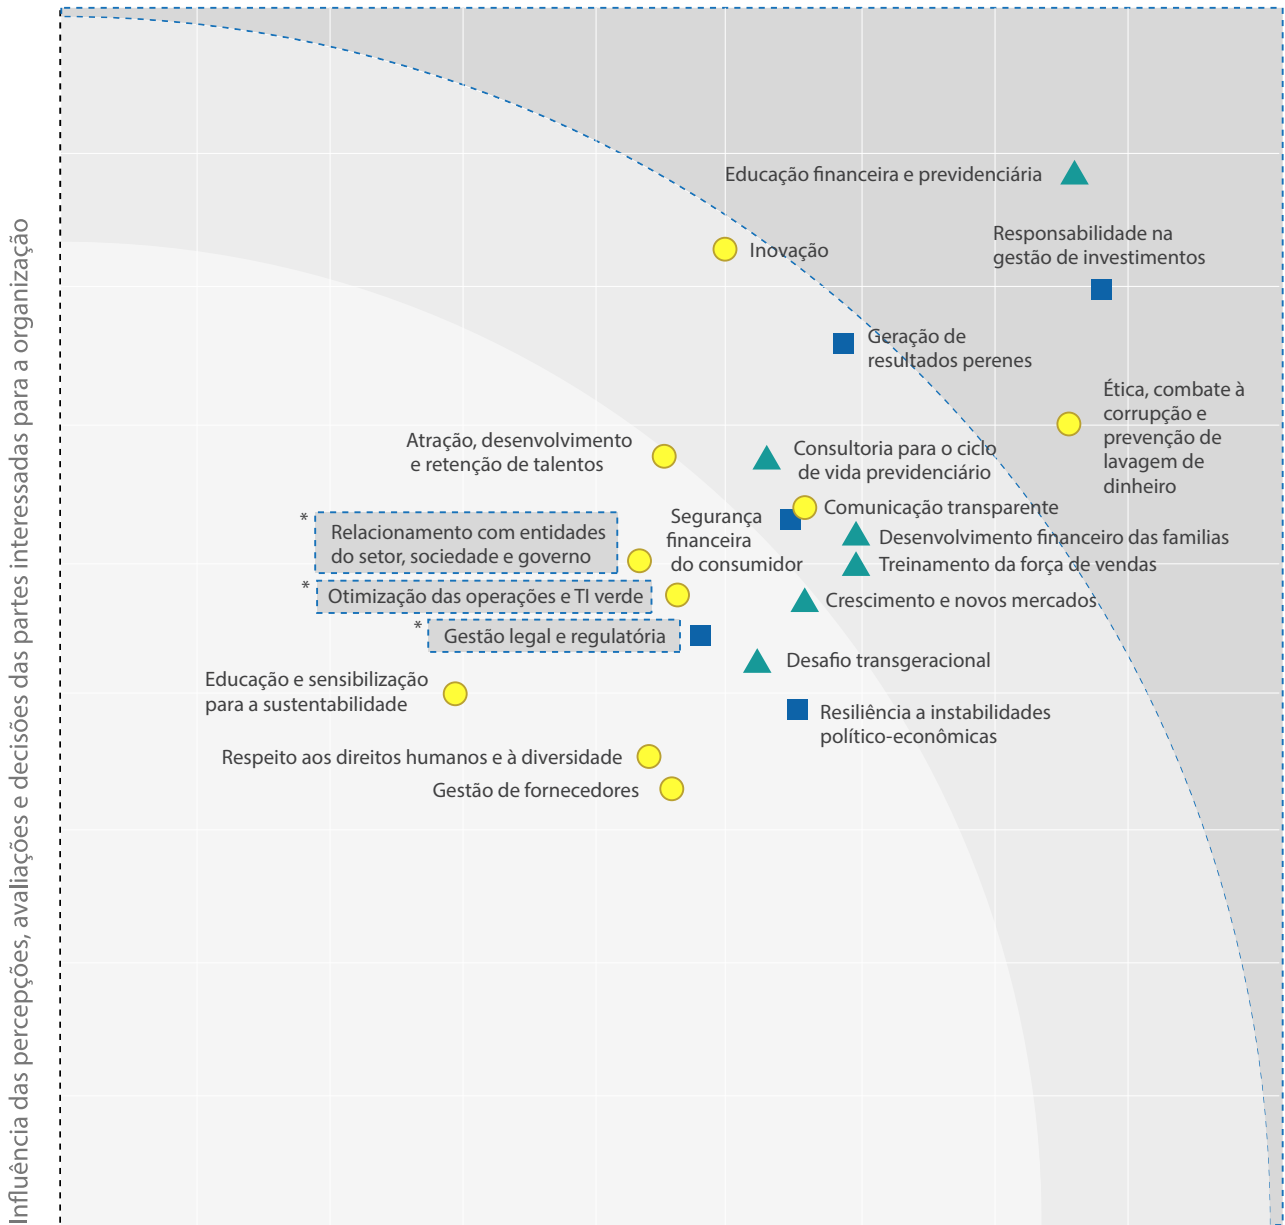 Influência das percepções, avaliações e decisões das partes interessadas para a organização
Educação financeira e previdenciária
Responsabilidade na
gestão de investimentos
Inovação
Geração de
resultados perenes
Ética, combate à
corrupção e
prevenção de
lavagem de
dinheiro
Atração, desenvolvimento
e retenção de talentos
Consultoria para o ciclo
de vida previdenciário
Comunicação transparente
Segurança
financeira
do consumidor
*
Relacionamento com entidades
do setor, sociedade e governo
Desenvolvimento financeiro das familias
Treinamento da força de vendas
*
Otimização das operações e TI verde
Crescimento e novos mercados
*
Gestão legal e regulatória
Desafio transgeracional
Educação e sensibilização
para a sustentabilidade
Resiliência a instabilidades
político-econômicas
Respeito aos direitos humanos e à diversidade
Gestão de fornecedores